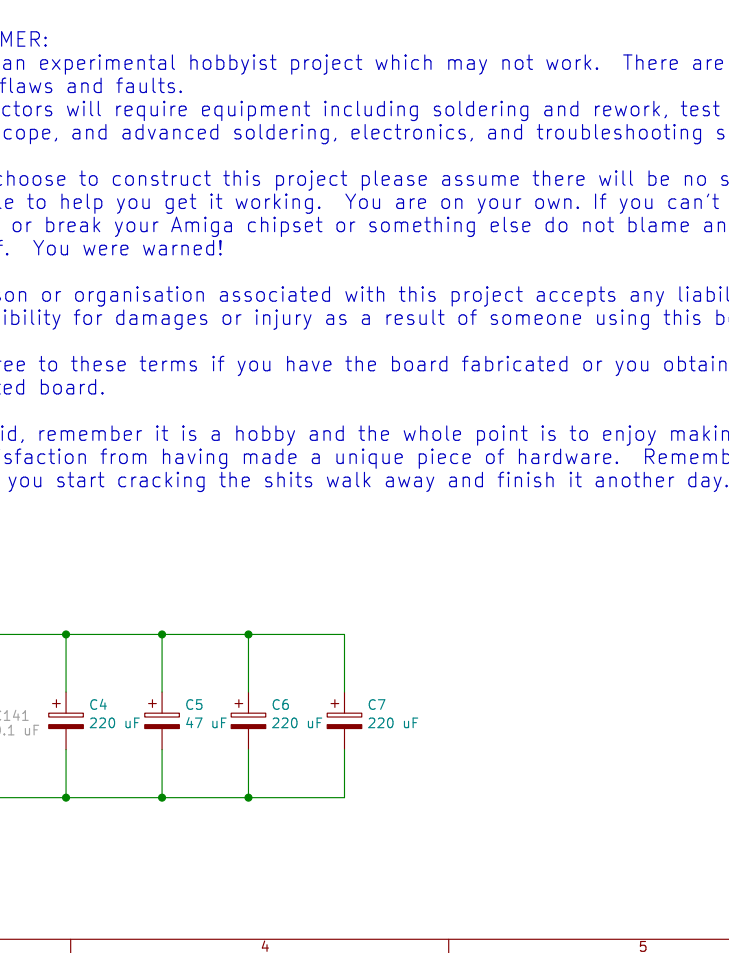 MER:
an experimental hobbyist project which may not work.  There are
flaws and faults.
ctors will require equipment including soldering and rework, test
cope, and advanced soldering, electronics, and troubleshooting s
choose to construct this project please assume there will be no s
le to help you get it working.  You are on your own. If you can't
or break your Amiga chipset or something else do not blame an
f.  You were warned!
son or organisation associated with this project accepts any liabil
ibility for damages or injury as a result of someone using this b
ree to these terms if you have the board fabricated or you obtain
ted board.
id, remember it is a hobby and the whole point is to enjoy makin
sfaction from having made a unique piece of hardware.  Rememb
you start cracking the shits walk away and finish it another day.
C4 C5 C6 C7
C141 + 220 uF + 47 uF + 220 uF + 220 uF
0.1 uF
4 5